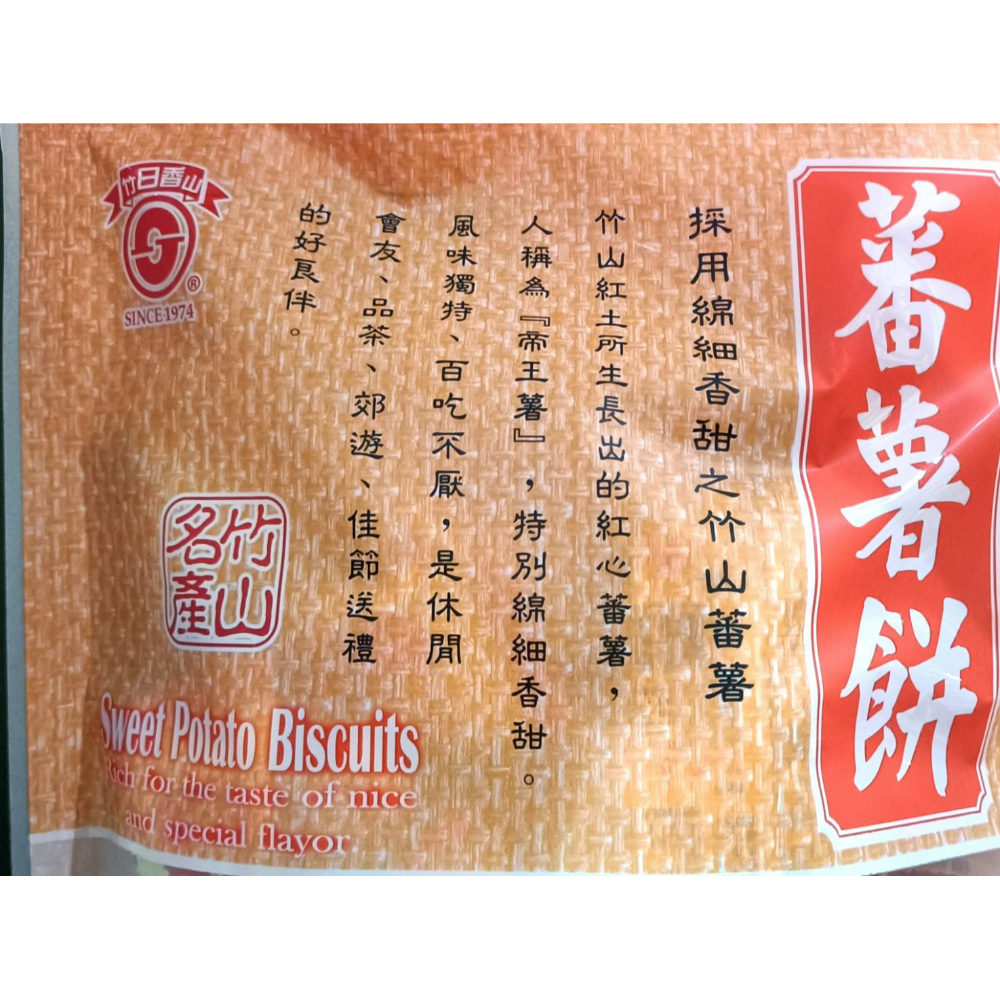 蕃薯餅
採用綿細香甜之竹山蕃薯
竹山紅土所生長出的紅心蕃薯，
人稱為『帝王薯』，特別綿細香甜。
風味獨特、百吃不厭，是休閒
會友、品茶、郊遊、佳節送禮
的好良伴。
竹日香山
®
SINCE 1974
竹山
名產
Sweet Potato Biscuits
Rich for the taste of nice
and special flavor